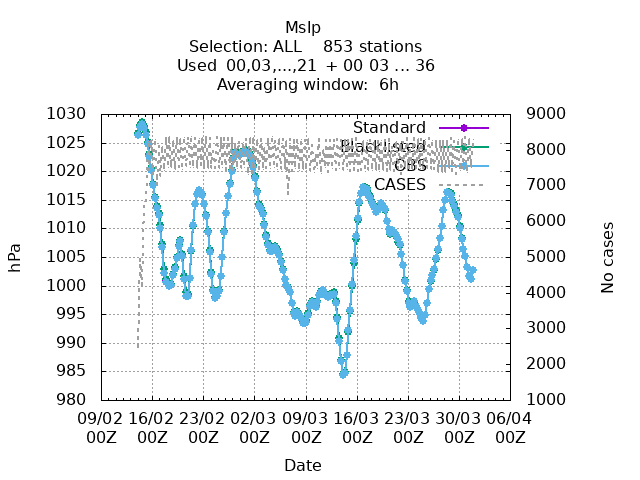 Mslp
Selection: ALL    853 stations
Used  00,03,...,21  + 00 03 ... 36
Averaging window:  6h
1030
1025
1020
1015
1010
1005
1000
995
990
985
980
hPa
9000
8000
7000
6000
5000
4000
3000
2000
1000
No cases
Standard
Blacklisted
OBS
CASES
09/02 16/02 23/02 02/03 09/03 16/03 23/03 30/03 06/04
00Z 00Z 00Z 00Z 00Z 00Z 00Z 00Z 00Z
Date